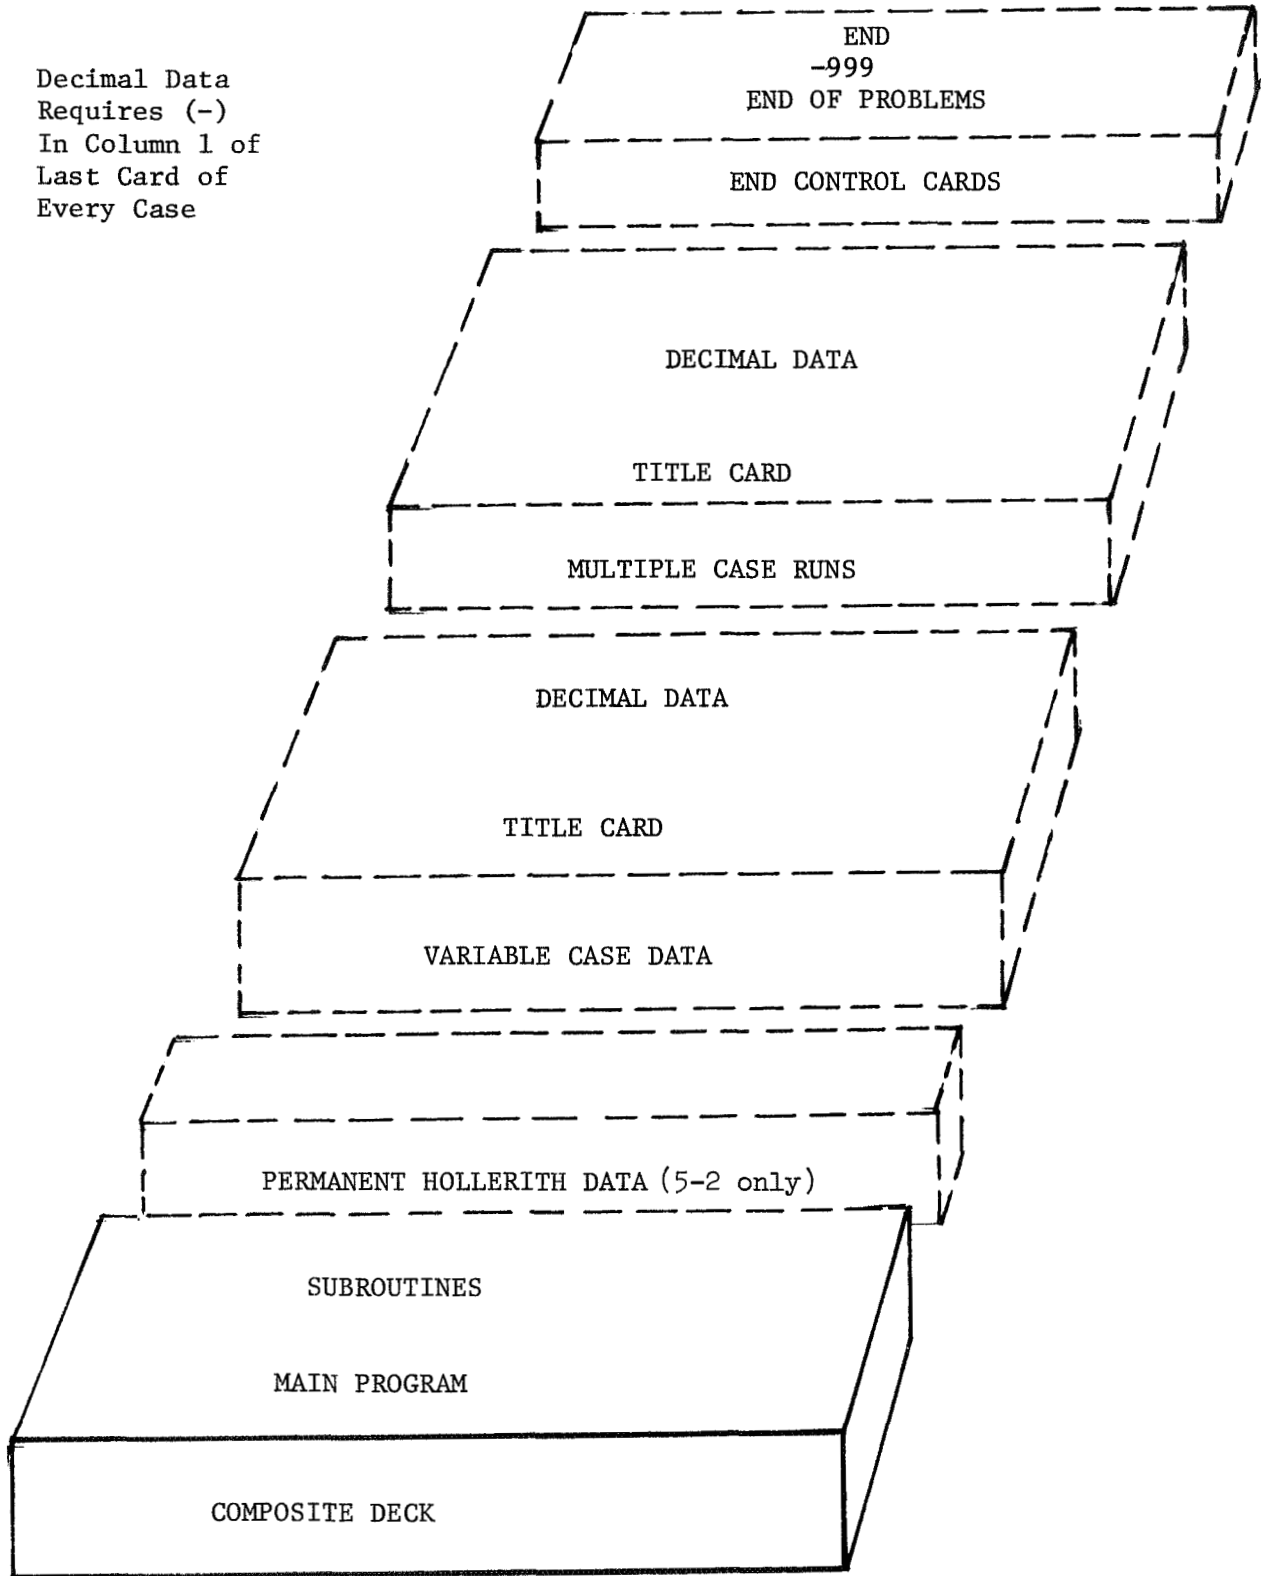 Decimal Data
Requires (-)
In Column 1 of
Last Card of
Every Case
END
-999
END OF PROBLEMS
END CONTROL CARDS
DECIMAL DATA
TITLE CARD
MULTIPLE CASE RUNS
DECIMAL DATA
TITLE CARD
VARIABLE CASE DATA
PERMANENT HOLLERITH DATA (5-2 only)
SUBROUTINES
MAIN PROGRAM
COMPOSITE DECK